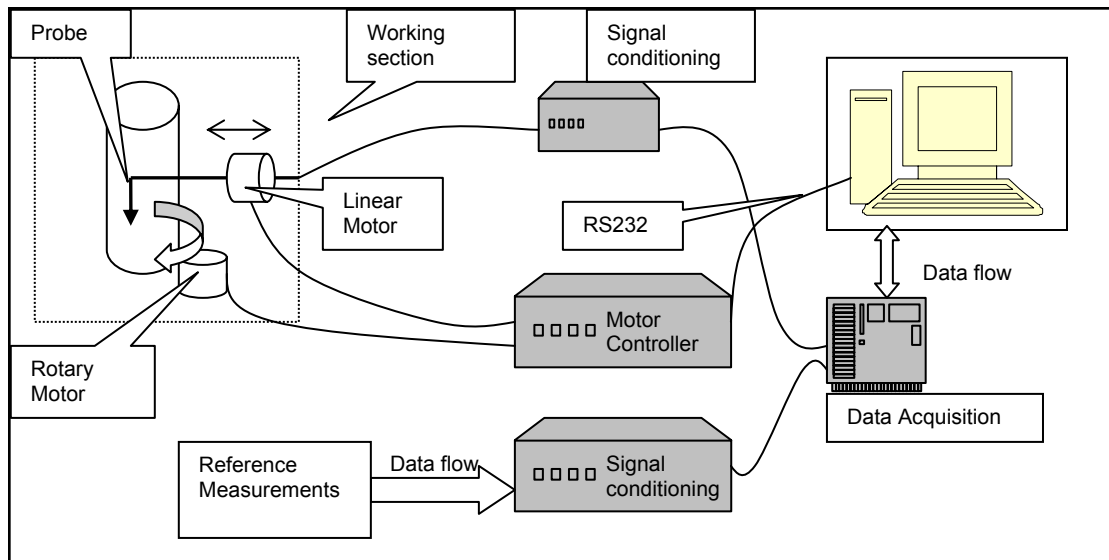 Probe
Working
section
Signal
conditioning
Linear
Motor
RS232
Data flow
Motor
Controller
Rotary
Motor
Data Acquisition
Reference
Measurements
Data flow
Signal
conditioning